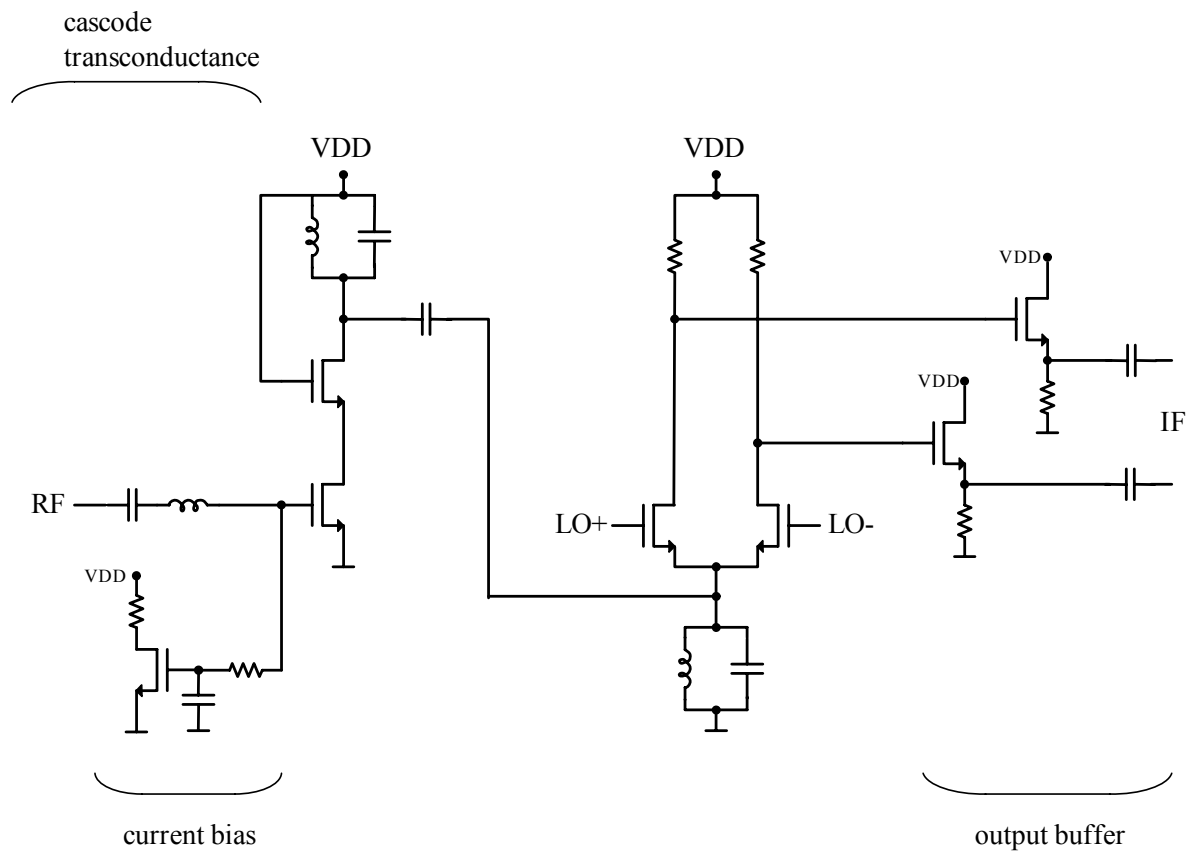 cascode
transconductance
VDD
VDD
VDD
VDD
IF
RF
LO+
LO-
VDD
current bias
output buffer